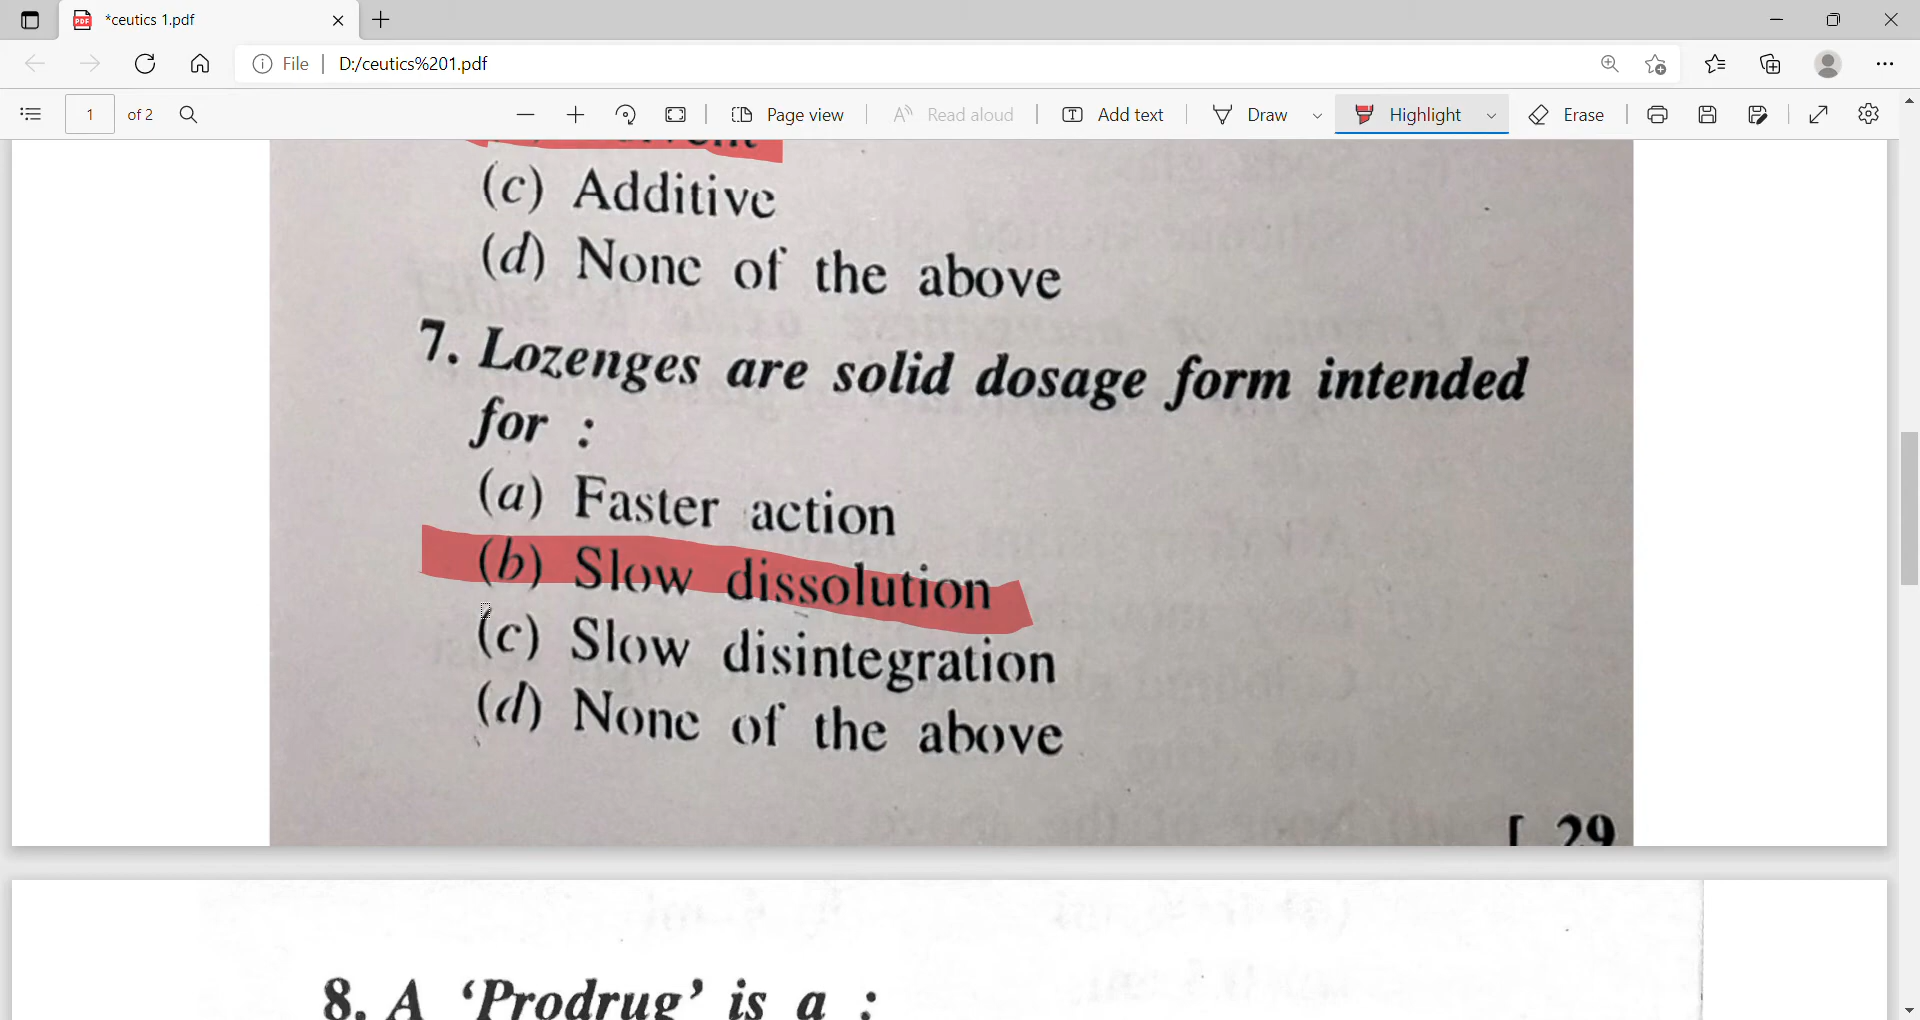 *ceutics 1.pdf
File D:/ceutics%201.pdf
1 of 2 Page view Read aloud Add text Draw Highlight Erase
(c) Additive
(d) None of the above
7. Lozenges are solid dosage form intended
for :
(a) Faster action
(b) Slow dissolution
(c) Slow disintegration
(d) None of the above
[ 29
8. A ‘Prodrug’ is a :